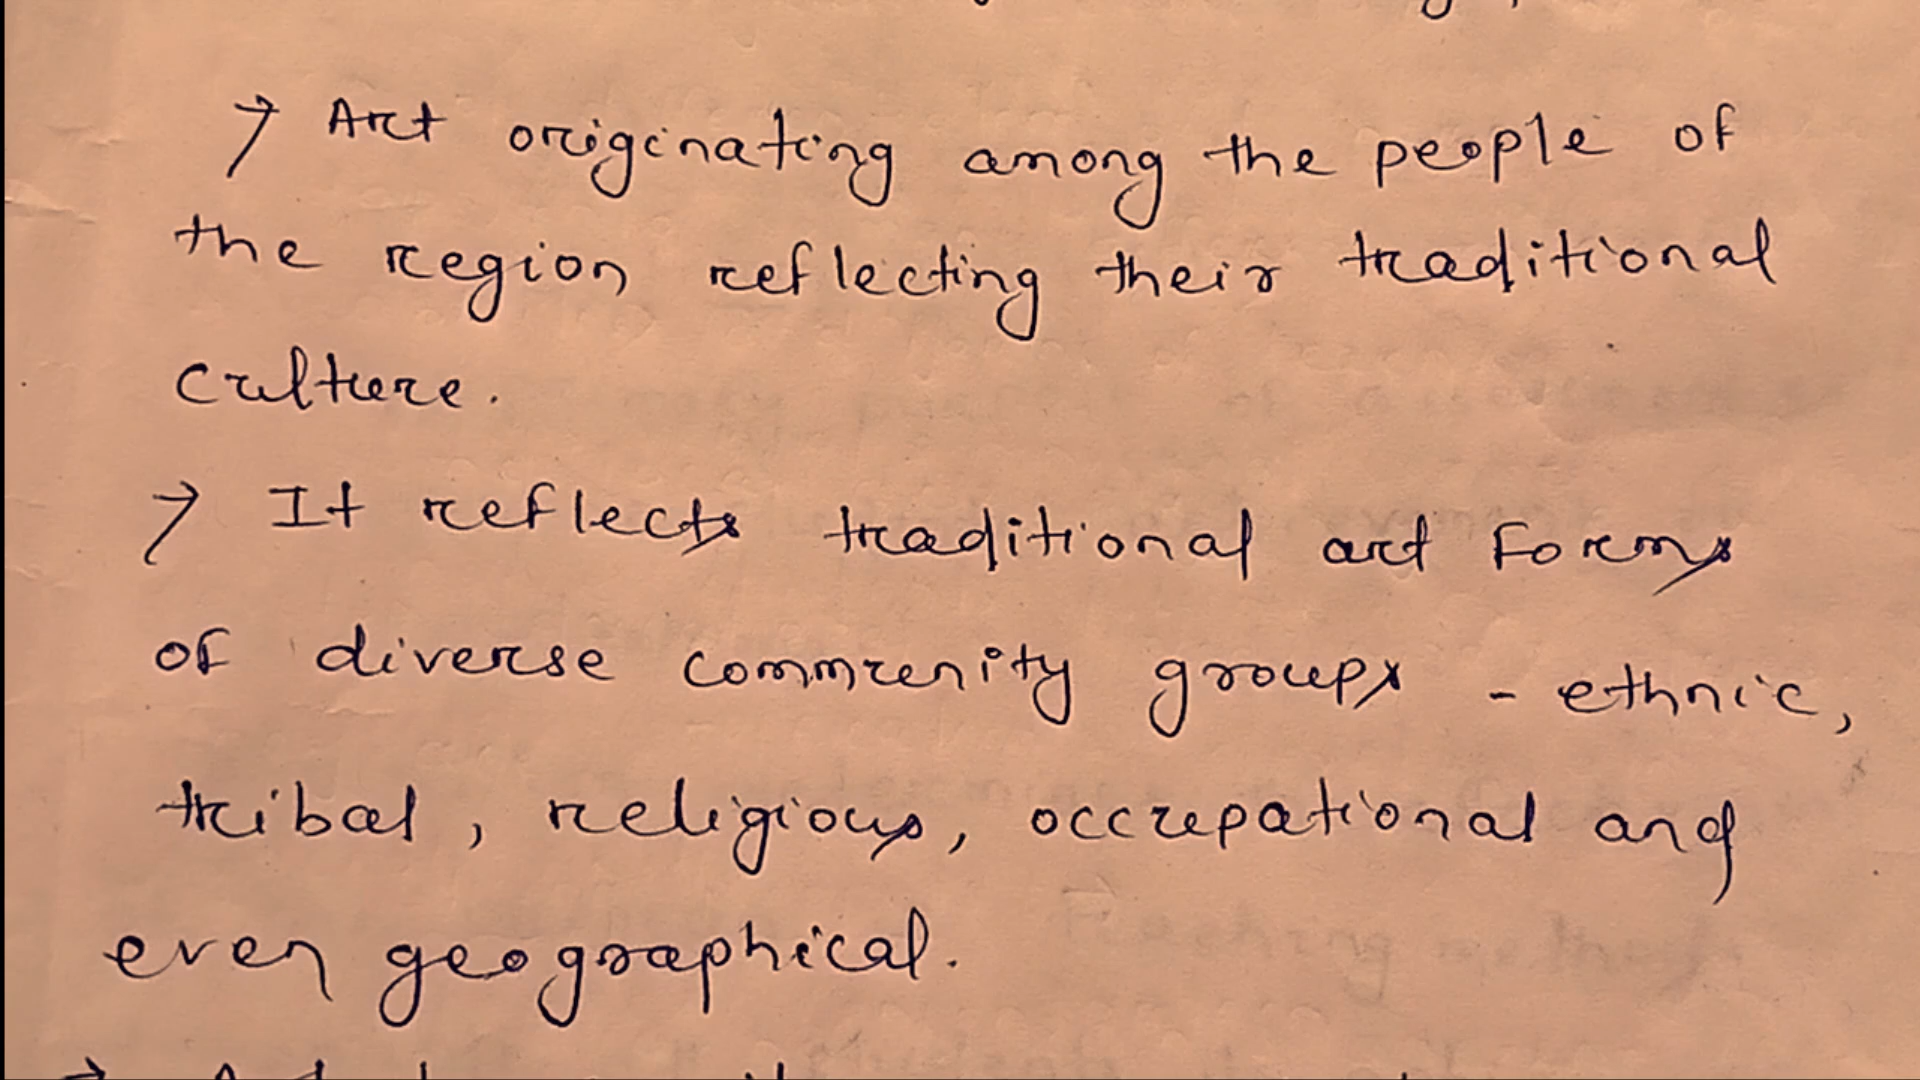 → Art originating among the people of
the region reflecting their traditional
culture.
→ It reflects traditional art forms
of diverse community groups - ethnic,
tribal, religious, occupational and
even geographical.